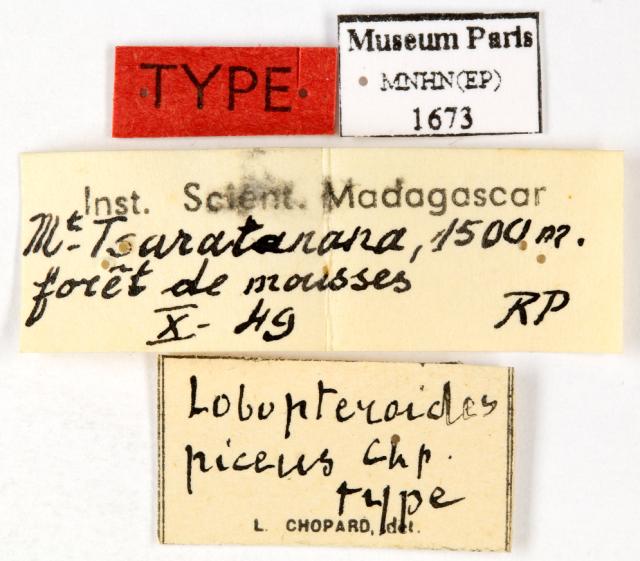 TYPE
Museum Paris
MNHN(EP)
1673
Inst. Scient. Madagascar
Mt. Tsaratanana, 1500 m.
forêt de mousses
X- 49 RP
Lobopteroides
piceus Chp.
type
L. CHOPARD, det.